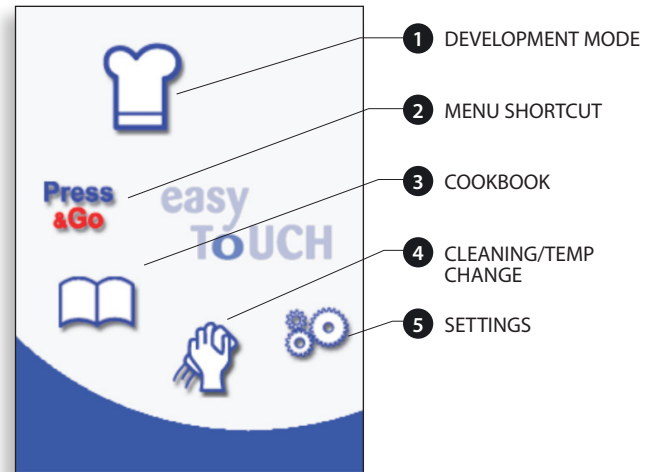 1 DEVELOPMENT MODE
2 MENU SHORTCUT
Press
&Go
easy
ToUCH
3 COOKBOOK
4 CLEANING/TEMP
CHANGE
5 SETTINGS